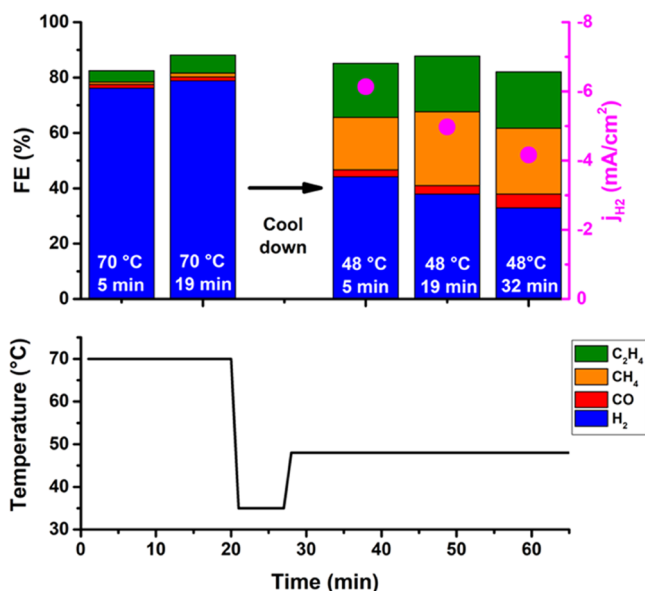 100
80
60
40
20
0
FE (%)
70 °C
5 min
70 °C
19 min
Cool
down
48 °C
5 min
48 °C
19 min
48°C
32 min
-8
-6
-4
-2
0
j_H2 (mA/cm²)
70
60
50
40
30
Temperature (°C)
0 10 20 30 40 50 60
Time (min)
C₂H₄
CH₄
CO
H₂